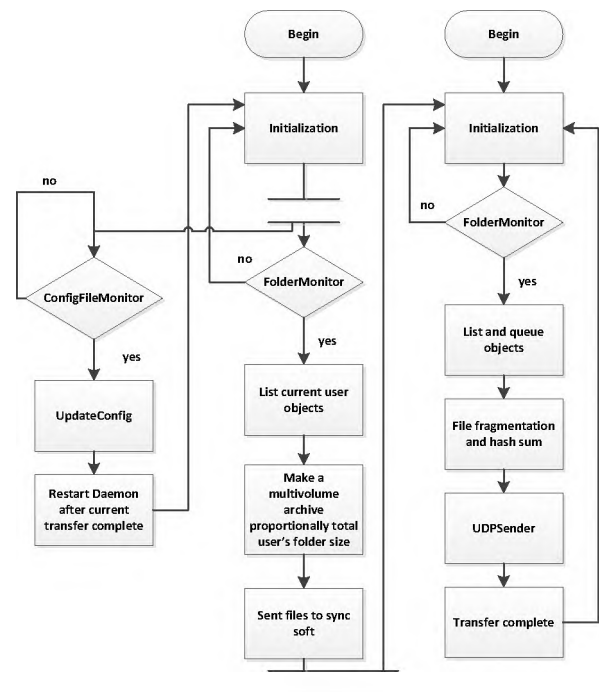 Begin
Initialization
no
ConfigFileMonitor
yes
UpdateConfig
Restart Daemon
after current
transfer complete
no
FolderMonitor
yes
List current user
objects
Make a
multivolume
archive
proportionally total
user's folder size
Sent files to sync
soft
Begin
Initialization
no
FolderMonitor
yes
List and queue
objects
File fragmentation
and hash sum
UDPSender
Transfer complete